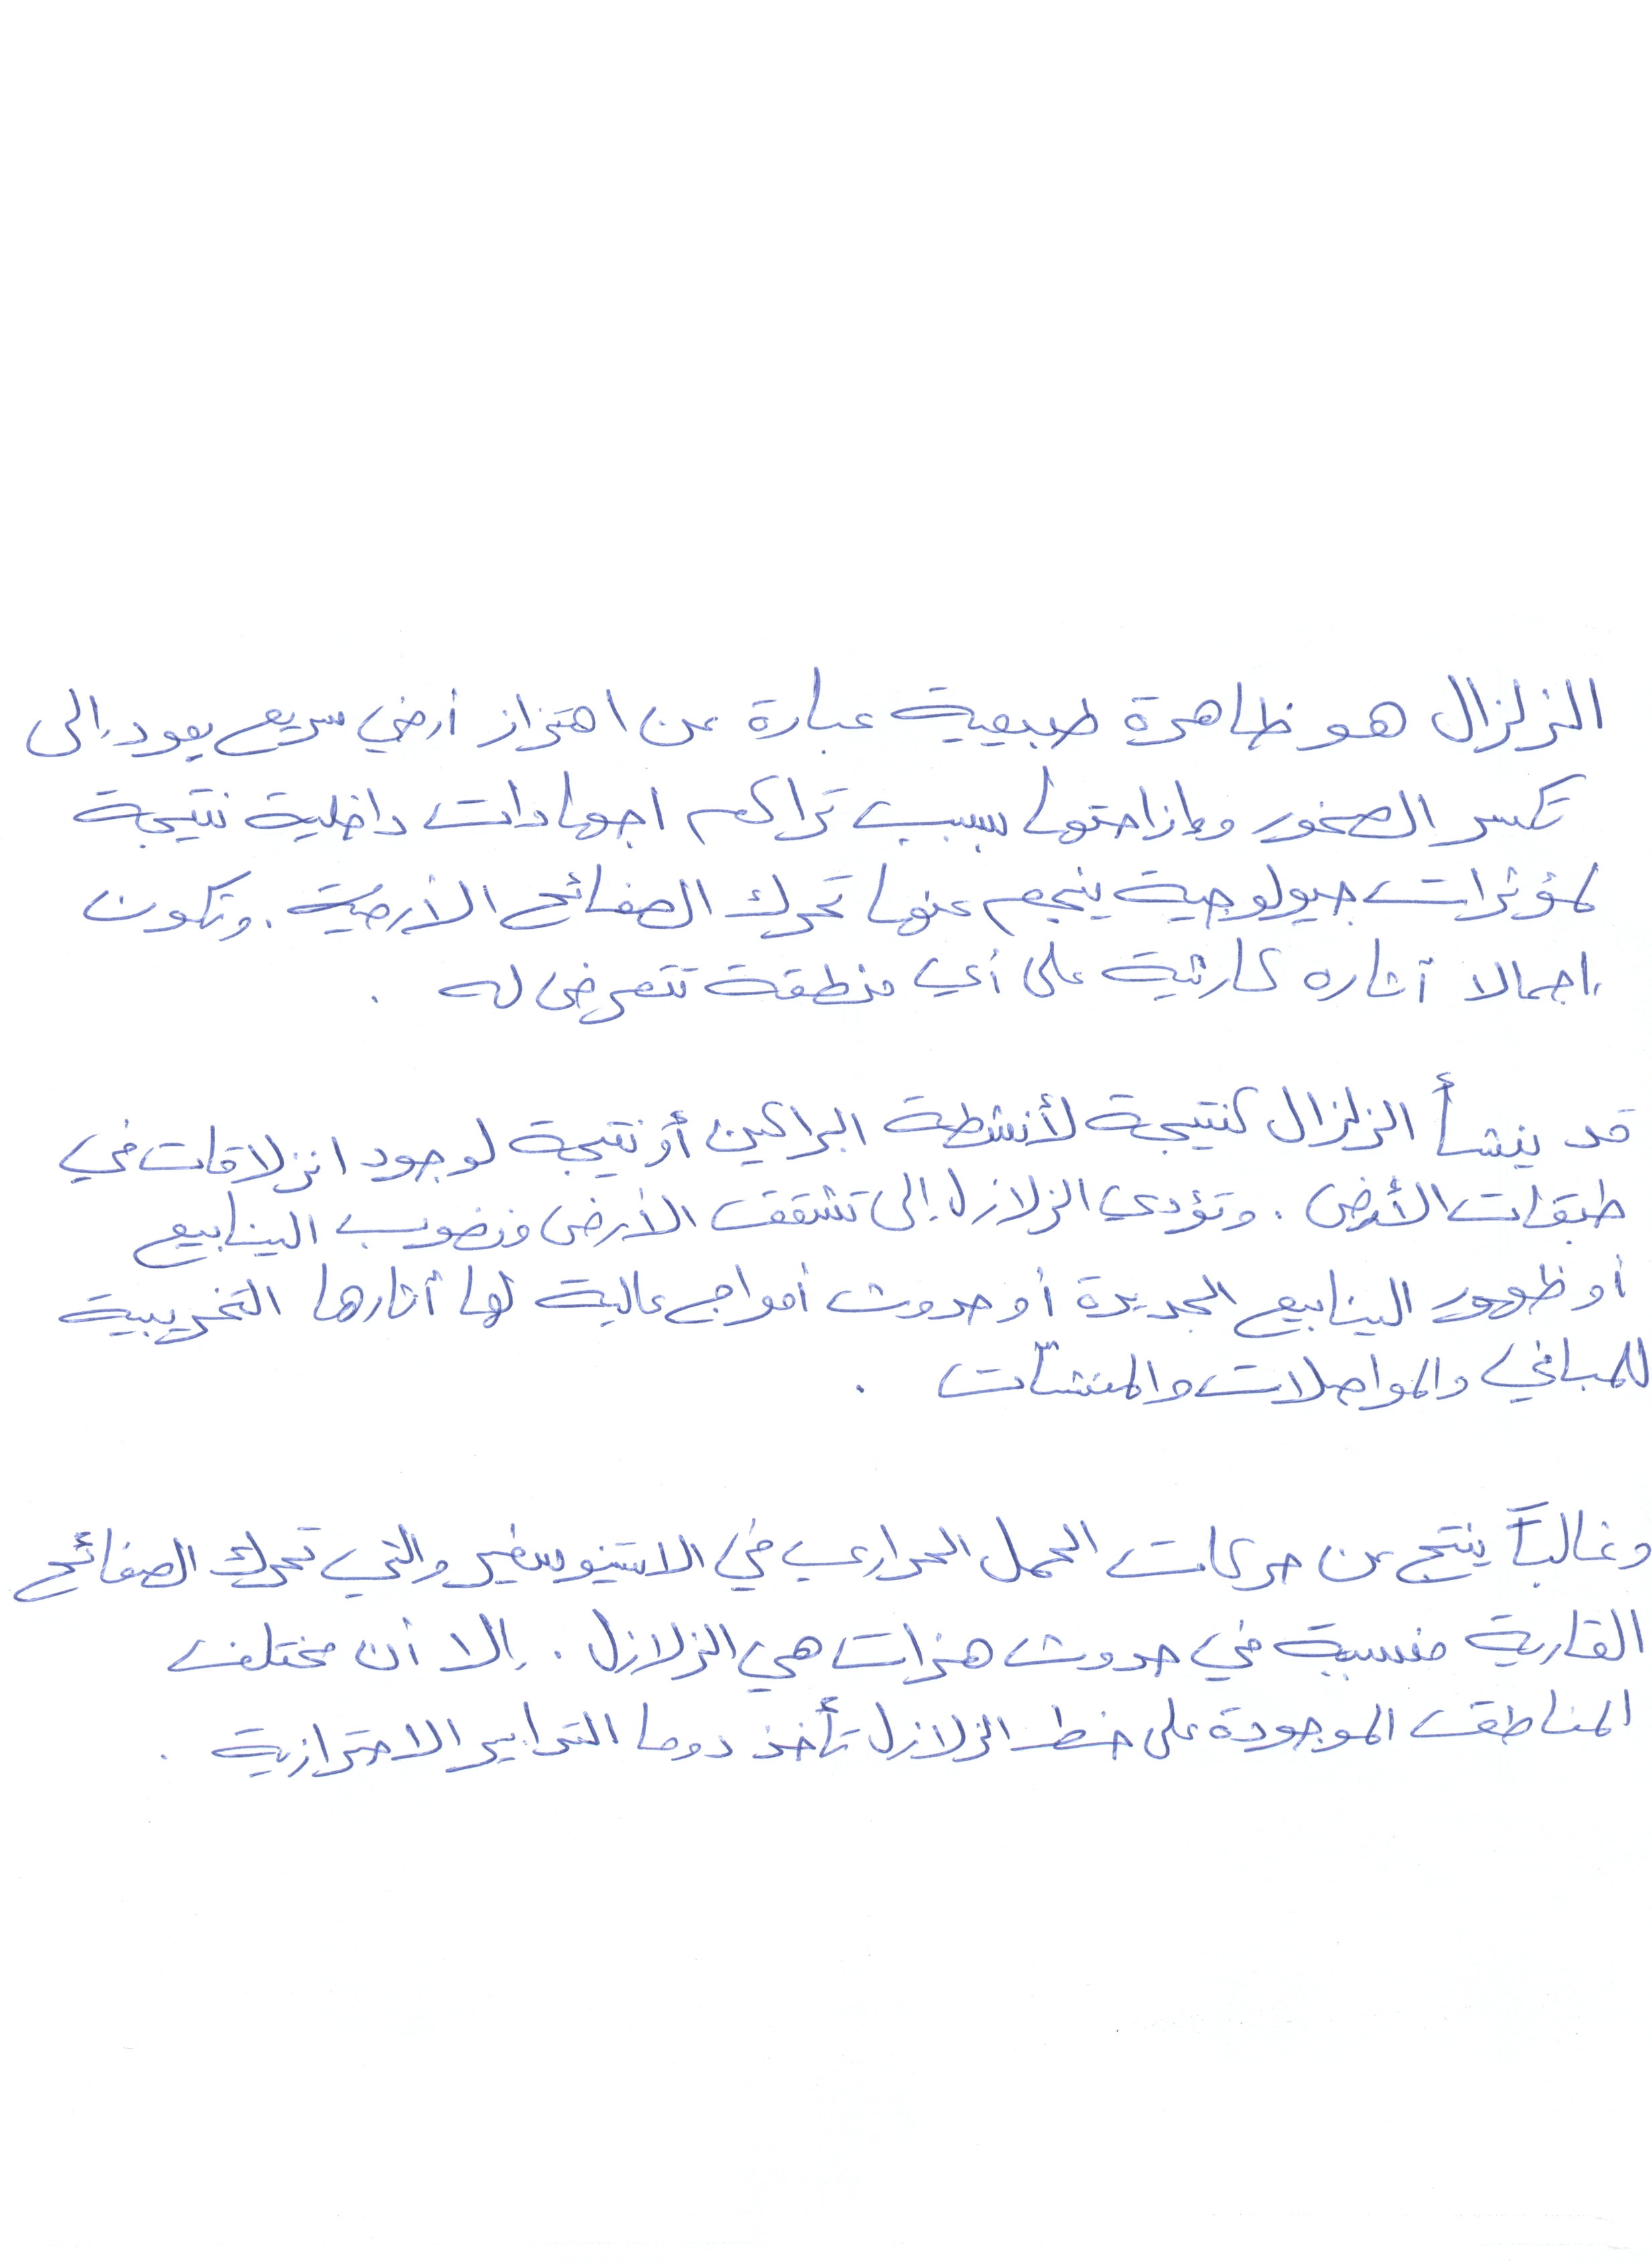 الزلزال هو ظاهرة طبيعية عبارة عن اهتزاز أرضي سريع يعود إلى
تكسر الصخور وإزاحتها بسبب تراكم اجهادات داخلية نتيجة
لمؤثرات جيولوجية ينجم عنها تحرك الصفائح الأرضية . وتكون
إجمالا آثاره كارثية على أي منطقة تتعرض له .
قد ينشأ الزلزال كنتيجة لأنشطة البراكين أو نتيجة لوجود انزلاقات في
طبقات الأرض . وتؤدي الزلازل إلى تشقق الأرض ونضوب الينابيع
أو ظهور الينابيع الجديدة أو حدوث أمواج عالية لها أثارها التخريبية
للمباني والمواصلات والمنشآت .
وغالباً ينتج عن حركات الحمل الحراري في الاستينوسفير والتي تحرك الصفائح
القارية متسببة في حدوث هزات هي الزلازل . إلا أن مختلف
المناطق الموجودة على خط الزلازل تأخذ دوما التدابير الاحترازية .